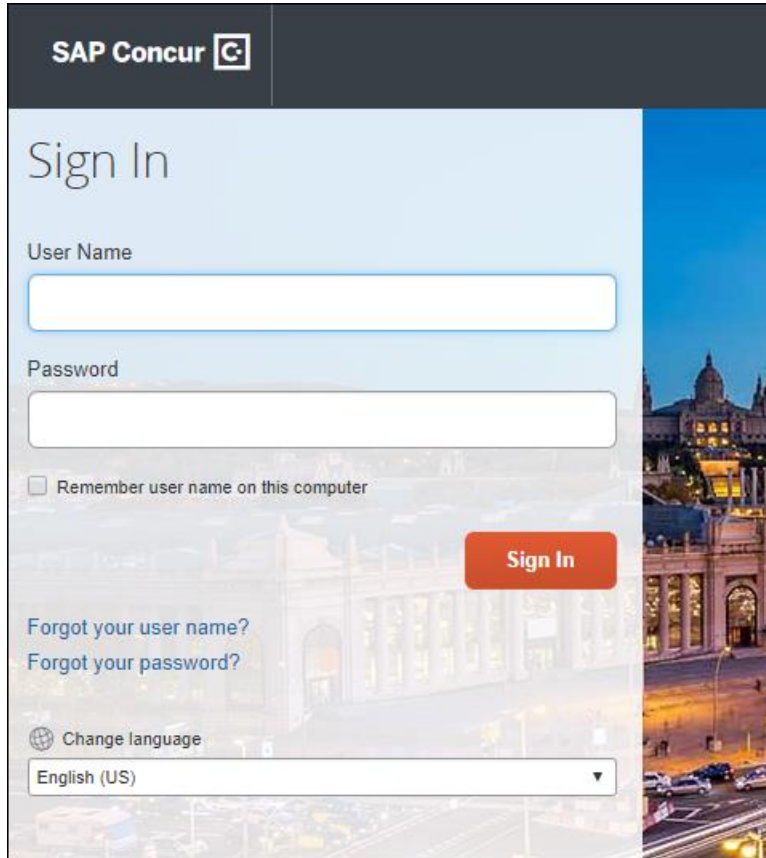 SAP Concur C
Sign In
User Name
Password
Remember user name on this computer
Sign In
Forgot your user name?
Forgot your password?
Change language
English (US)